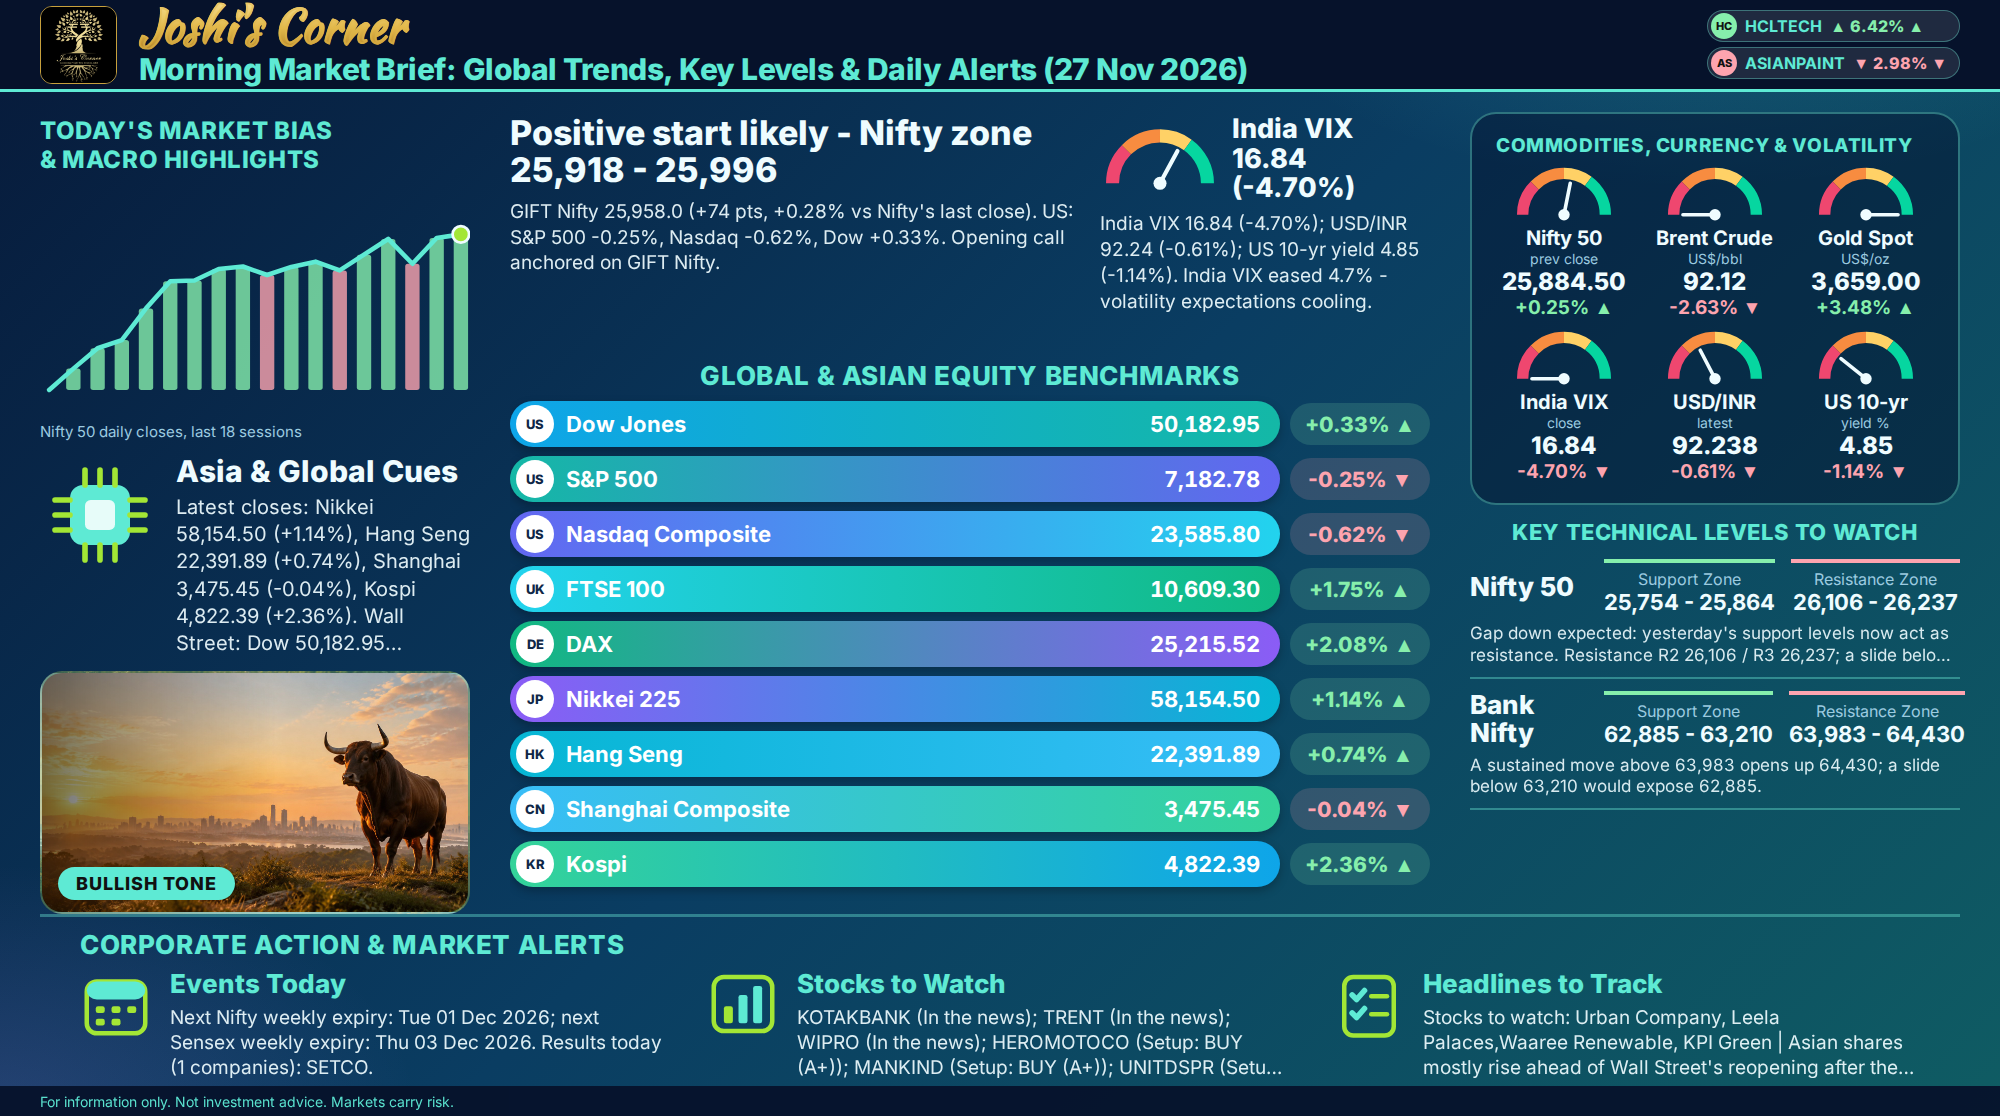 Joshi's Corner
Joshi's Corner
Morning Market Brief: Global Trends, Key Levels & Daily Alerts (27 Nov 2026)
HC HCLTECH ▲ 6.42% ▲
AS ASIANPAINT ▼ 2.98% ▼
TODAY'S MARKET BIAS
& MACRO HIGHLIGHTS
Nifty 50 daily closes, last 18 sessions
Asia & Global Cues
Latest closes: Nikkei
58,154.50 (+1.14%), Hang Seng
22,391.89 (+0.74%), Shanghai
3,475.45 (-0.04%), Kospi
4,822.39 (+2.36%). Wall
Street: Dow 50,182.95...
BULLISH TONE
Positive start likely - Nifty zone
25,918 - 25,996
GIFT Nifty 25,958.0 (+74 pts, +0.28% vs Nifty's last close). US:
S&P 500 -0.25%, Nasdaq -0.62%, Dow +0.33%. Opening call
anchored on GIFT Nifty.
India VIX
16.84
(-4.70%)
India VIX 16.84 (-4.70%); USD/INR
92.24 (-0.61%); US 10-yr yield 4.85
(-1.14%). India VIX eased 4.7% -
volatility expectations cooling.
GLOBAL & ASIAN EQUITY BENCHMARKS
US Dow Jones 50,182.95 +0.33% ▲
US S&P 500 7,182.78 -0.25% ▼
US Nasdaq Composite 23,585.80 -0.62% ▼
UK FTSE 100 10,609.30 +1.75% ▲
DE DAX 25,215.52 +2.08% ▲
JP Nikkei 225 58,154.50 +1.14% ▲
HK Hang Seng 22,391.89 +0.74% ▲
CN Shanghai Composite 3,475.45 -0.04% ▼
KR Kospi 4,822.39 +2.36% ▲
COMMODITIES, CURRENCY & VOLATILITY
Nifty 50 Brent Crude Gold Spot
prev close US$/bbl US$/oz
25,884.50 92.12 3,659.00
+0.25% ▲ -2.63% ▼ +3.48% ▲
India VIX USD/INR US 10-yr
close latest yield %
16.84 92.238 4.85
-4.70% ▼ -0.61% ▼ -1.14% ▼
KEY TECHNICAL LEVELS TO WATCH
Nifty 50
Support Zone Resistance Zone
25,754 - 25,864 26,106 - 26,237
Gap down expected: yesterday's support levels now act as
resistance. Resistance R2 26,106 / R3 26,237; a slide belo...
Bank
Nifty
Support Zone Resistance Zone
62,885 - 63,210 63,983 - 64,430
A sustained move above 63,983 opens up 64,430; a slide
below 63,210 would expose 62,885.
CORPORATE ACTION & MARKET ALERTS
Events Today
Next Nifty weekly expiry: Tue 01 Dec 2026; next
Sensex weekly expiry: Thu 03 Dec 2026. Results today
(1 companies): SETCO.
Stocks to Watch
KOTAKBANK (In the news); TRENT (In the news);
WIPRO (In the news); HEROMOTOCO (Setup: BUY
(A+)); MANKIND (Setup: BUY (A+)); UNITDSPR (Setu...
Headlines to Track
Stocks to watch: Urban Company, Leela
Palaces,Waaree Renewable, KPI Green | Asian shares
mostly rise ahead of Wall Street's reopening after the...
For information only. Not investment advice. Markets carry risk.